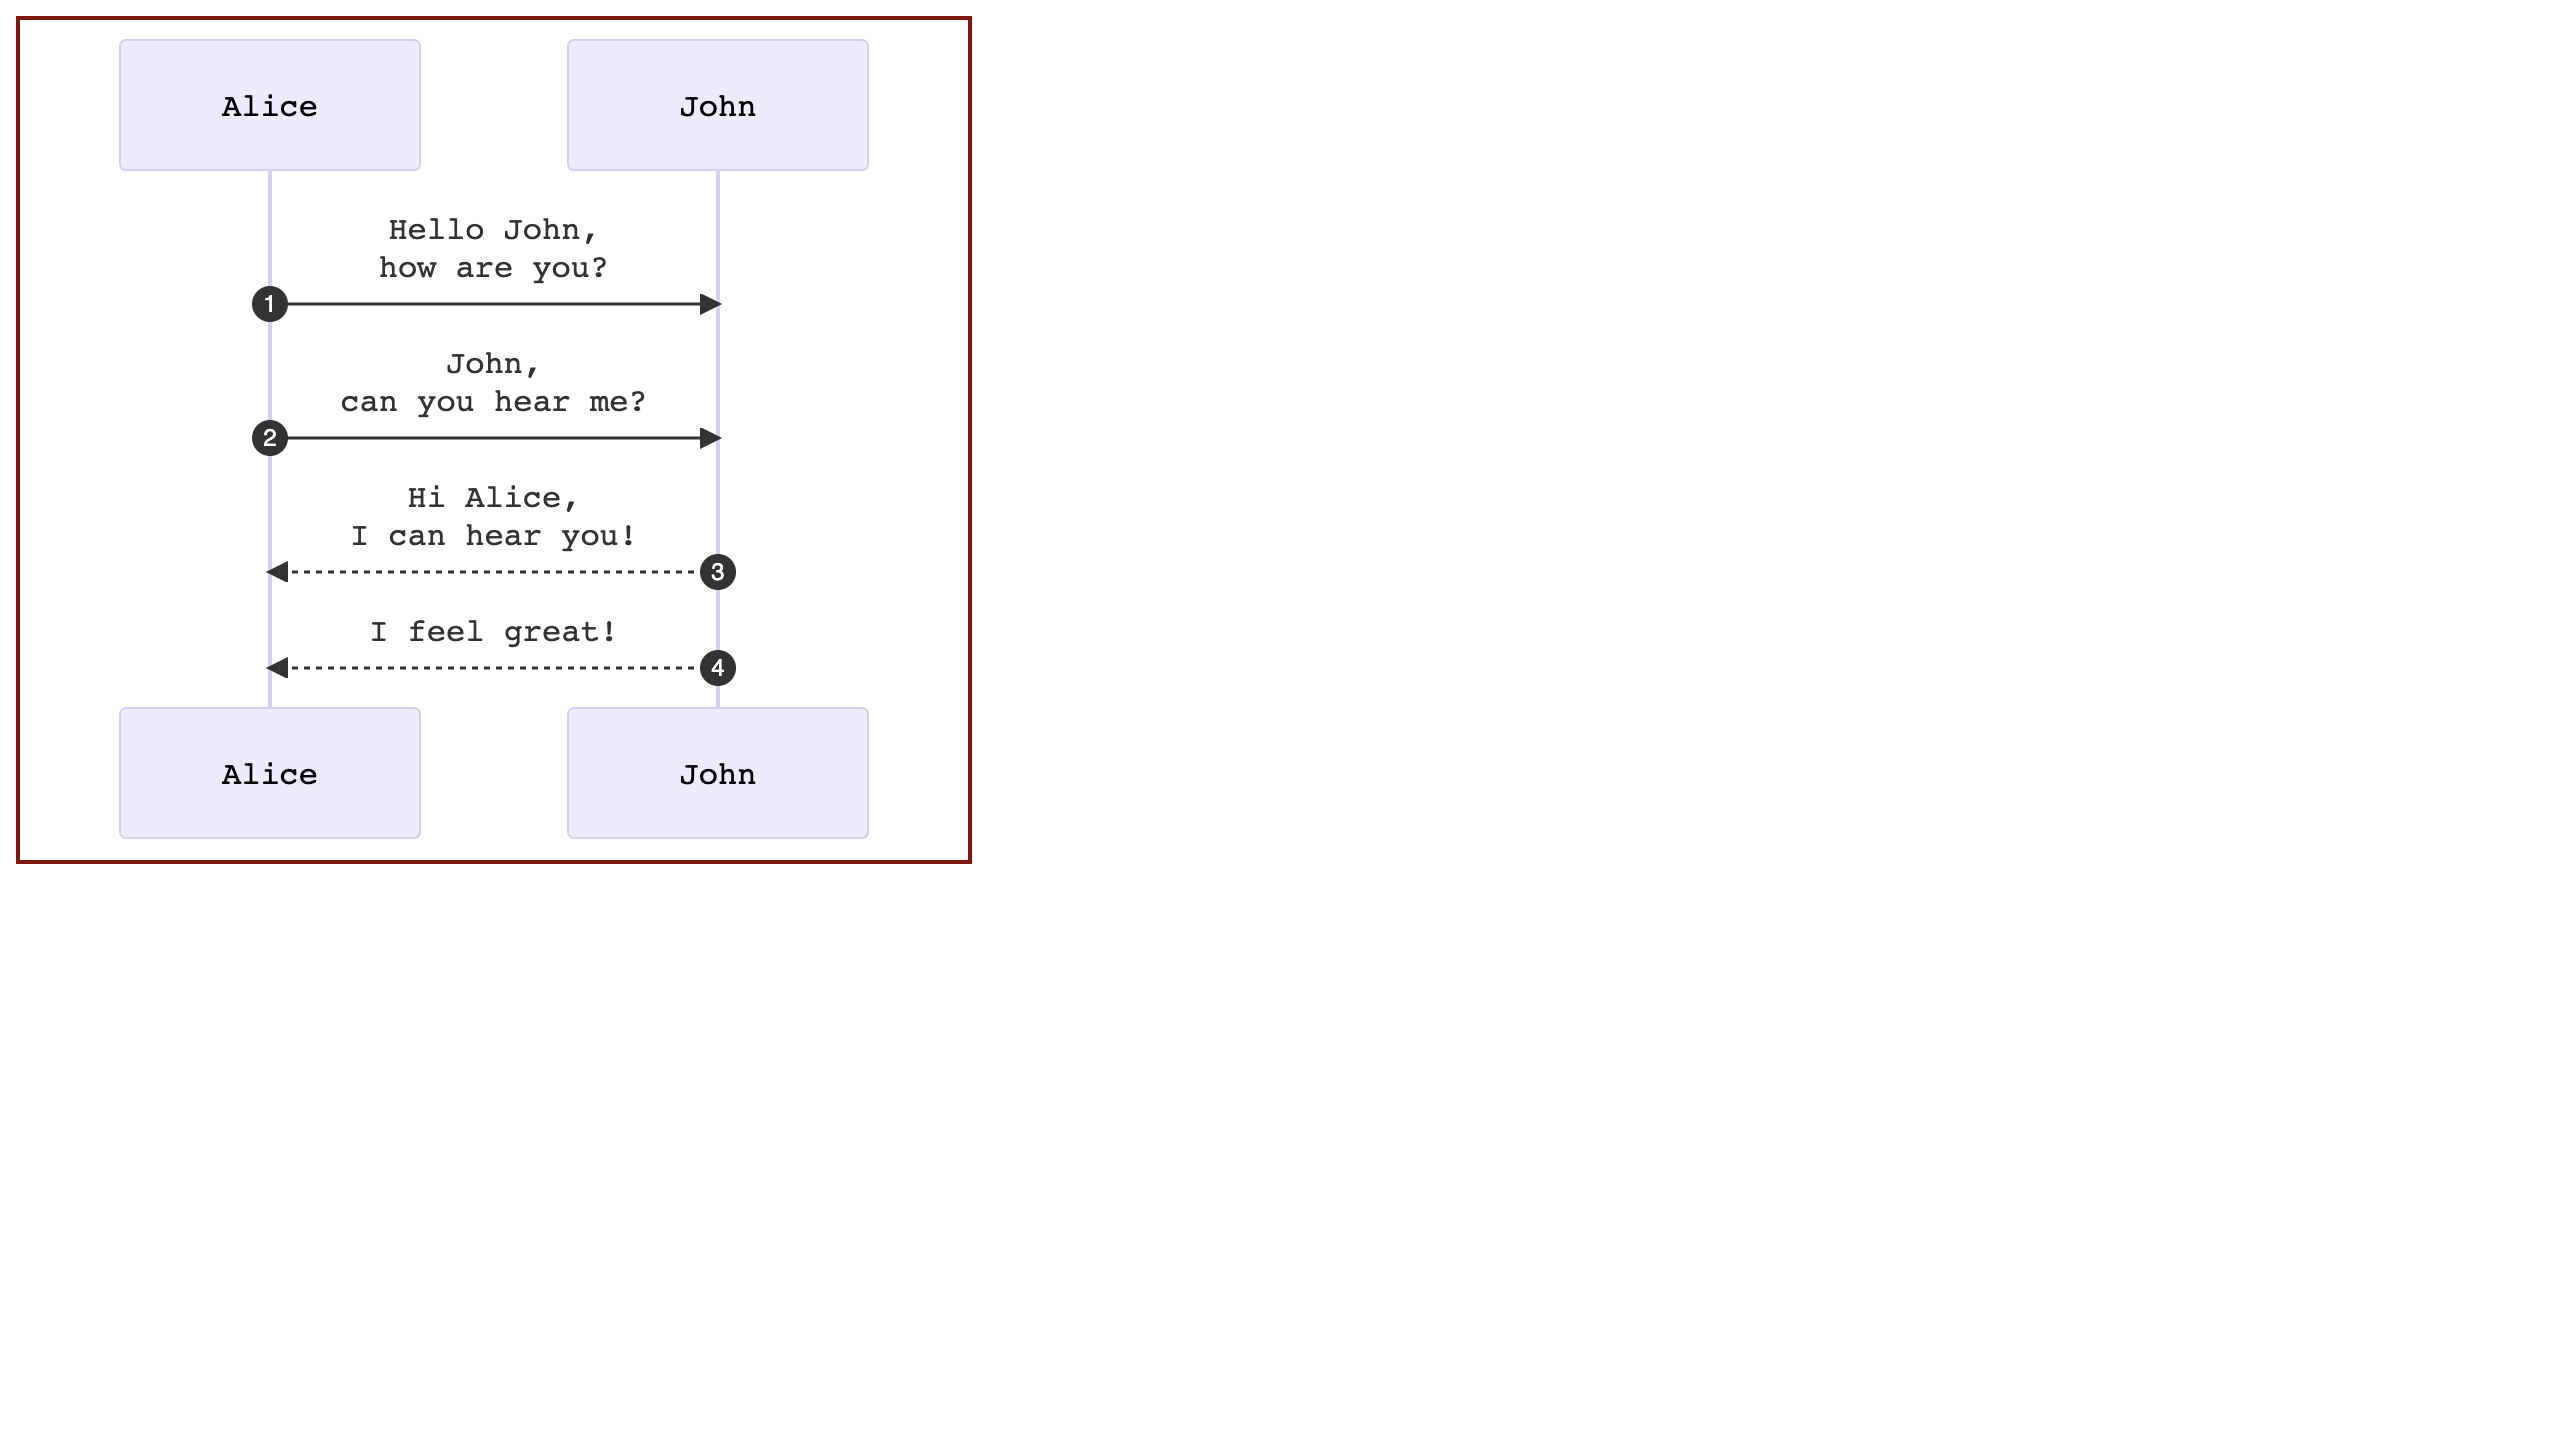 Alice
John
Hello John,
how are you?
1
John,
can you hear me?
2
Hi Alice,
I can hear you!
3
I feel great!
4
Alice
John